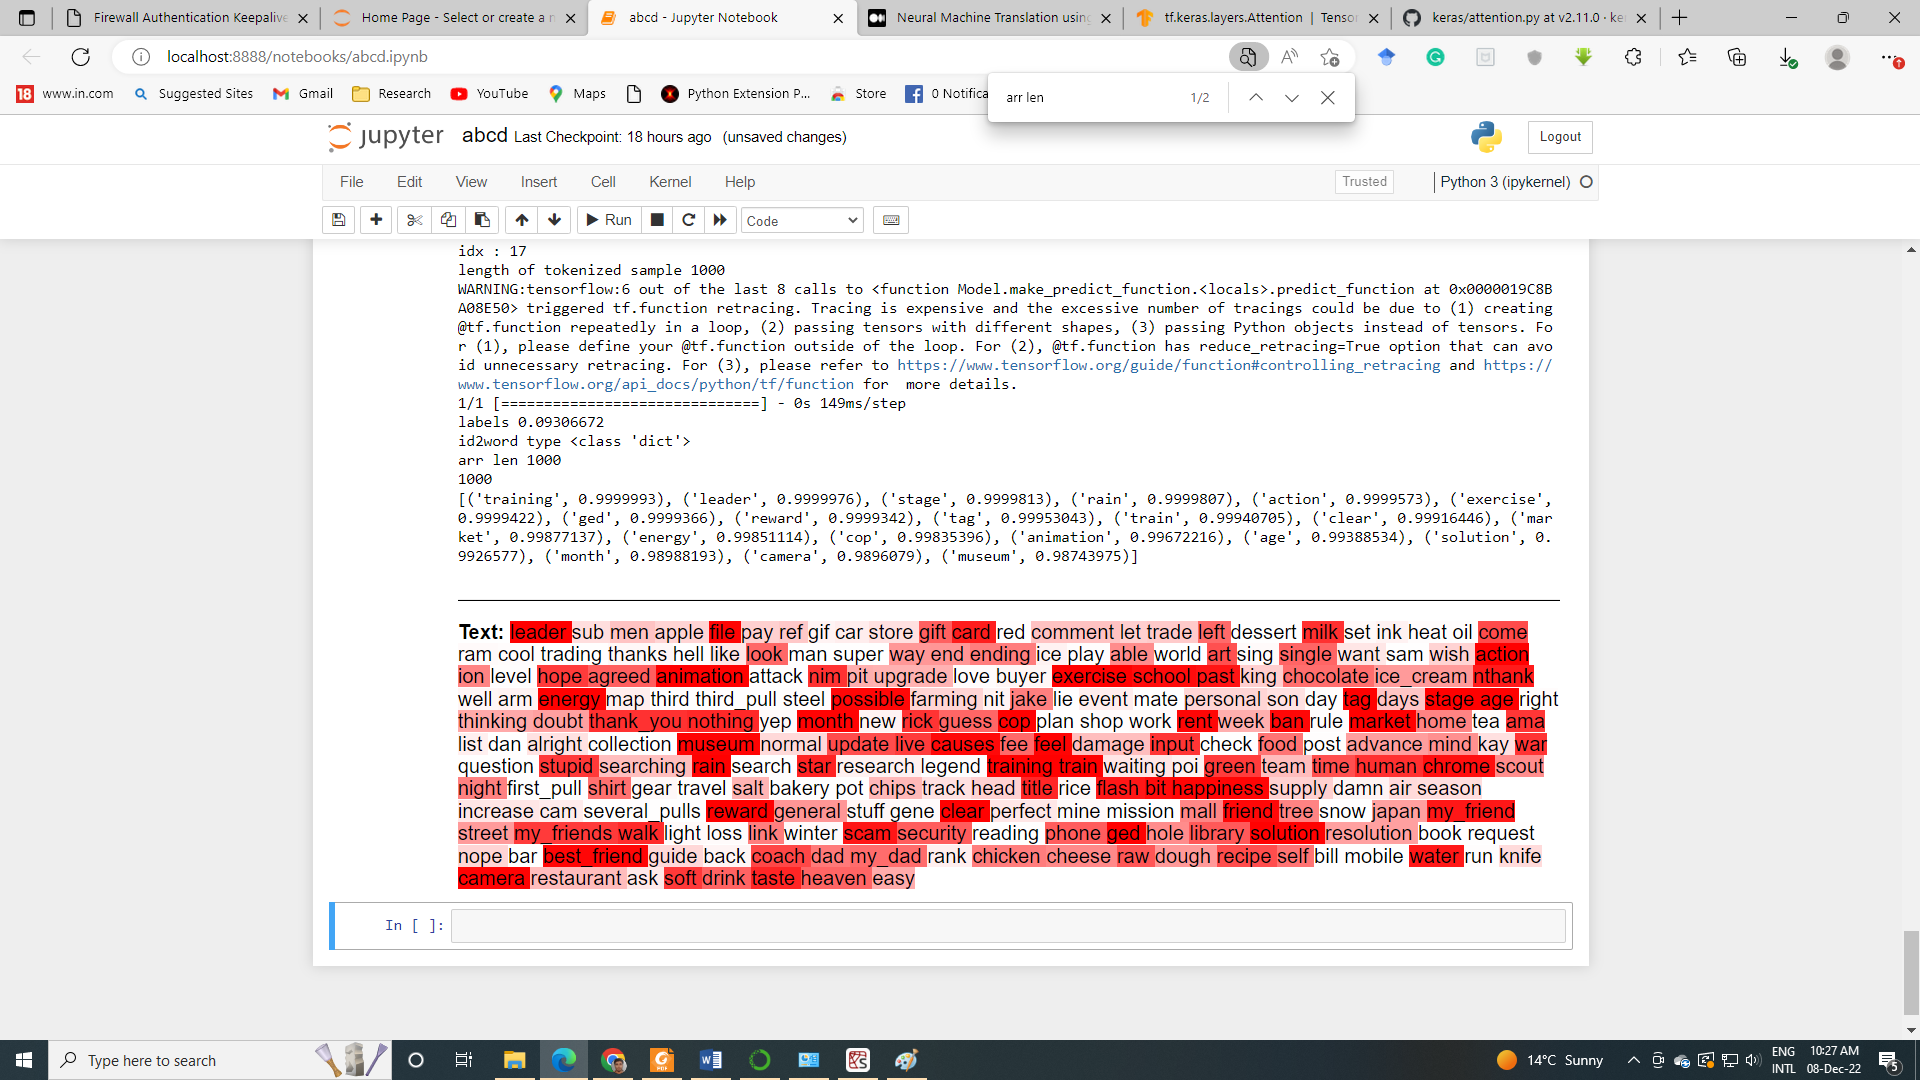 Firewall Authentication Keepalive
Home Page - Select or create a n
abcd - Jupyter Notebook
Neural Machine Translation using
tf.keras.layers.Attention | Tensor
keras/attention.py at v2.11.0 · ker
localhost:8888/notebooks/abcd.ipynb
18 www.in.com
Suggested Sites
Gmail
Research
YouTube
Maps
Python Extension P...
Store
0 Notifica
arr len
1/2
jupyter abcd Last Checkpoint: 18 hours ago (unsaved changes)
Logout
File Edit View Insert Cell Kernel Help
Trusted
Python 3 (ipykernel)
Run
Code
idx : 17
length of tokenized sample 1000
WARNING:tensorflow:6 out of the last 8 calls to <function Model.make_predict_function.<locals>.predict_function at 0x0000019C8B
A08E50> triggered tf.function retracing. Tracing is expensive and the excessive number of tracings could be due to (1) creating
@tf.function repeatedly in a loop, (2) passing tensors with different shapes, (3) passing Python objects instead of tensors. Fo
r (1), please define your @tf.function outside of the loop. For (2), @tf.function has reduce_retracing=True option that can avo
id unnecessary retracing. For (3), please refer to https://www.tensorflow.org/guide/function#controlling_retracing and https://
www.tensorflow.org/api_docs/python/tf/function for  more details.
1/1 [==============================] - 0s 149ms/step
labels 0.09306672
id2word type <class 'dict'>
arr len 1000
1000
[('training', 0.9999993), ('leader', 0.9999976), ('stage', 0.9999813), ('rain', 0.9999807), ('action', 0.9999573), ('exercise',
0.9999422), ('ged', 0.9999366), ('reward', 0.9999342), ('tag', 0.99953043), ('train', 0.99940705), ('clear', 0.99916446), ('mar
ket', 0.99877137), ('energy', 0.99851114), ('cop', 0.99835396), ('animation', 0.99672216), ('age', 0.99388534), ('solution', 0.
9926577), ('month', 0.98988193), ('camera', 0.9896079), ('museum', 0.98743975)]
Text: leader sub men apple file pay ref gif car store gift card red comment let trade left dessert milk set ink heat oil come
ram cool trading thanks hell like look man super way end ending ice play able world art sing single want sam wish action
ion level hope agreed animation attack nim pit upgrade love buyer exercise school past king chocolate ice_cream nthank
well arm energy map third third_pull steel possible farming nit jake lie event mate personal son day tag days stage age right
thinking doubt thank_you nothing yep month new rick guess cop plan shop work rent week ban rule market home tea ama
list dan alright collection museum normal update live causes fee feel damage input check food post advance mind kay war
question stupid searching rain search star research legend training train waiting poi green team time human chrome scout
night first_pull shirt gear travel salt bakery pot chips track head title rice flash bit happiness supply damn air season
increase cam several_pulls reward general stuff gene clear perfect mine mission mall friend tree snow japan my_friend
street my_friends walk light loss link winter scam security reading phone ged hole library solution resolution book request
nope bar best_friend guide back coach dad my_dad rank chicken cheese raw dough recipe self bill mobile water run knife
camera restaurant ask soft drink taste heaven easy
In [ ]:
Type here to search
14°C Sunny
ENG
INTL
10:27 AM
08-Dec-22
5